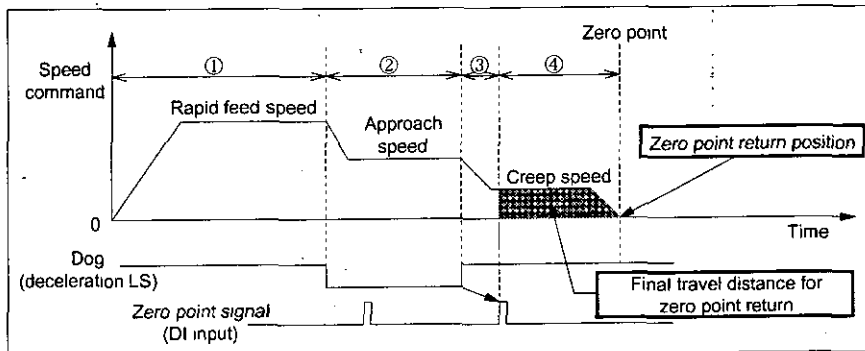 Zero point
Speed
command
① ② ③ ④
Rapid feed speed
Approach
speed
Creep speed
Zero point return position
0
Time
Dog
(deceleration LS)
Final travel distance for
zero point return
Zero point signal
(DI input)